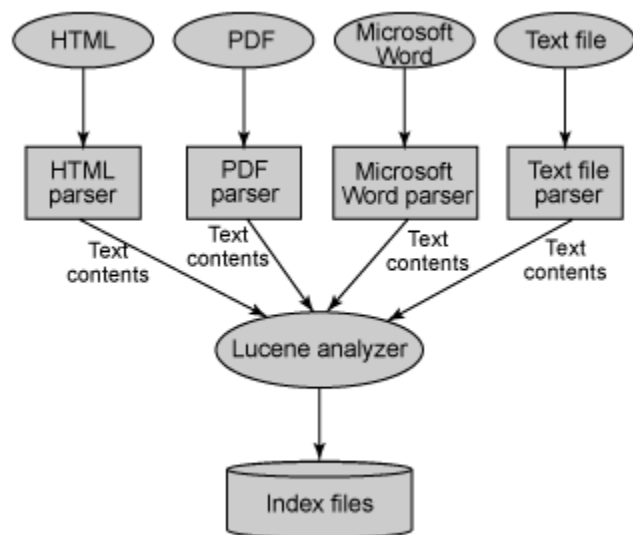 HTML
PDF
Microsoft
Word
Text file
HTML
parser
PDF
parser
Microsoft
Word parser
Text file
parser
Text
contents
Text
contents
Text
contents
Text
contents
Lucene analyzer
Index files